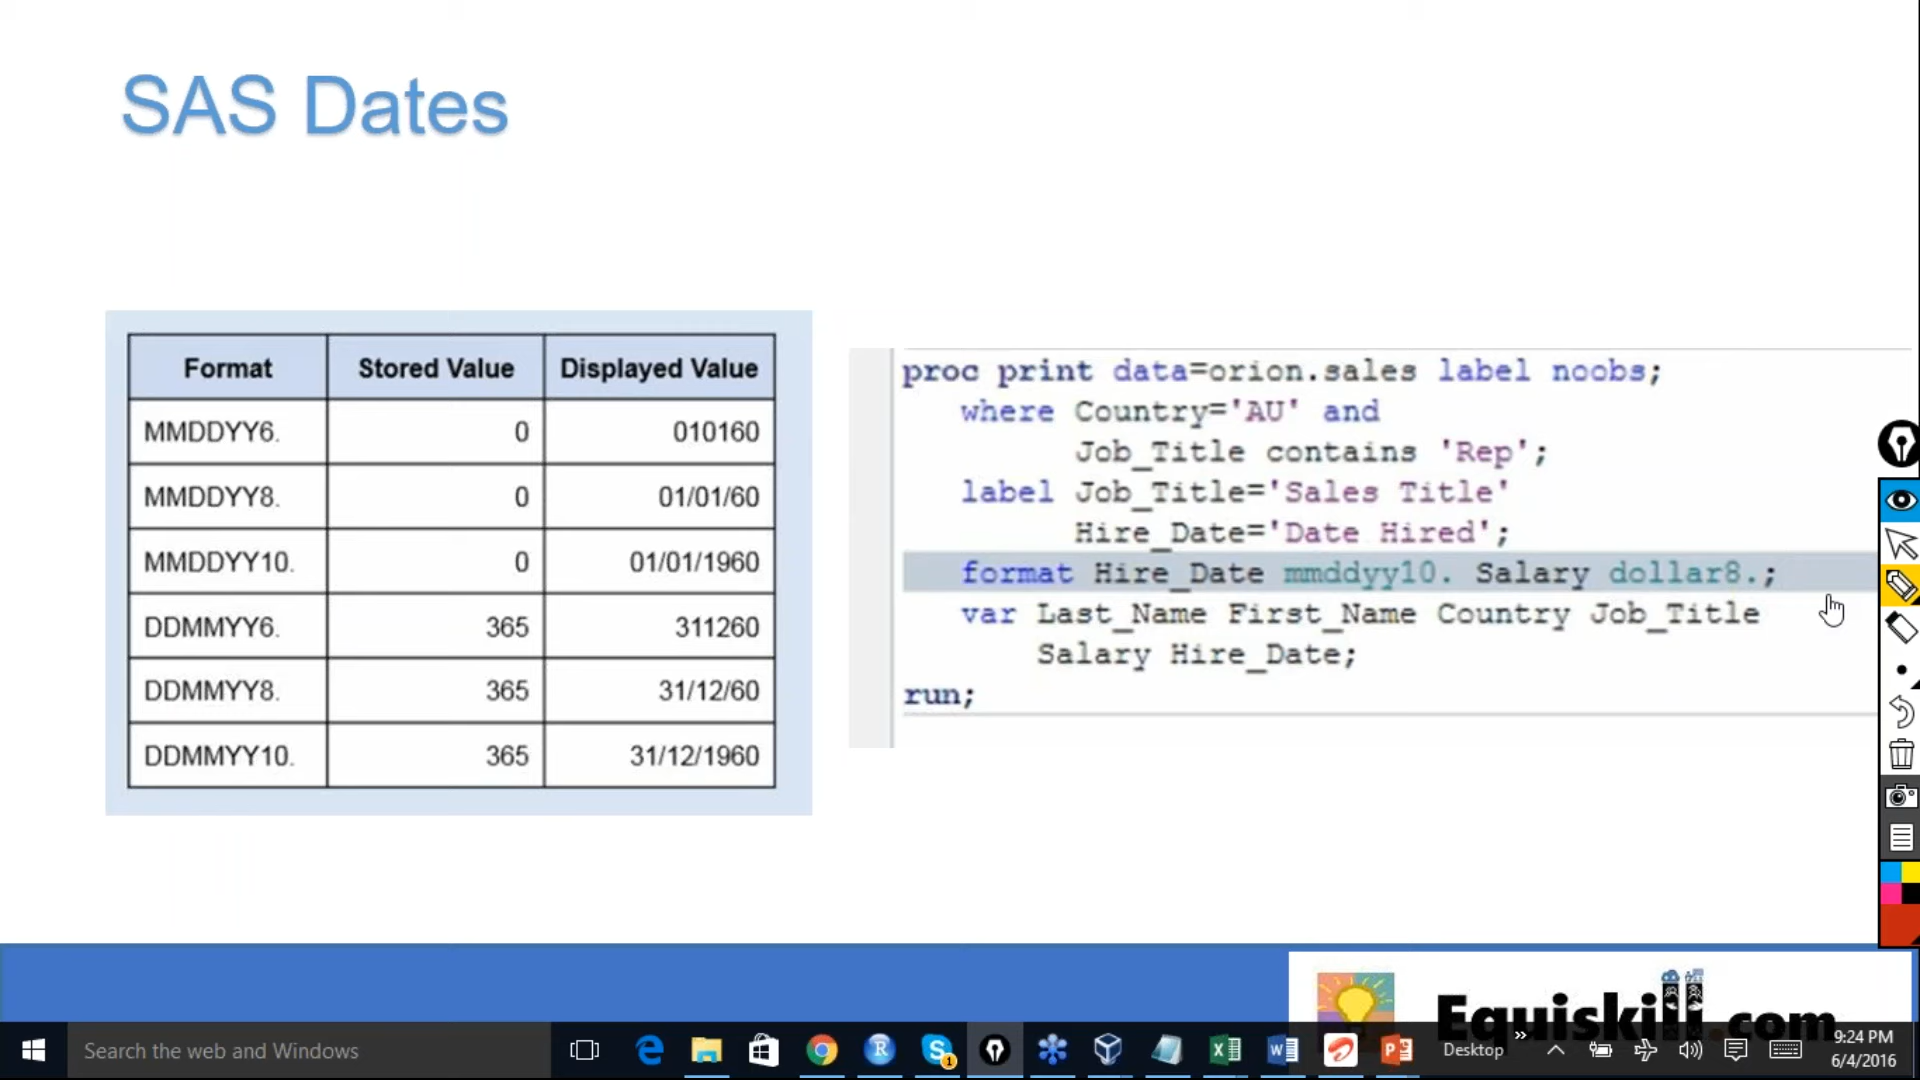 SAS Dates
Format Stored Value Displayed Value
MMDDYY6. 0 010160
MMDDYY8. 0 01/01/60
MMDDYY10. 0 01/01/1960
DDMMYY6. 365 311260
DDMMYY8. 365 31/12/60
DDMMYY10. 365 31/12/1960
proc print data=orion.sales label noobs;
where Country='AU' and
Job_Title contains 'Rep';
label Job_Title='Sales Title'
Hire_Date='Date Hired';
format Hire_Date mmddyy10. Salary dollar8.;
var Last_Name First_Name Country Job_Title
Salary Hire_Date;
run;
Equiskill.com
Search the web and Windows
Desktop
9:24 PM
6/4/2016